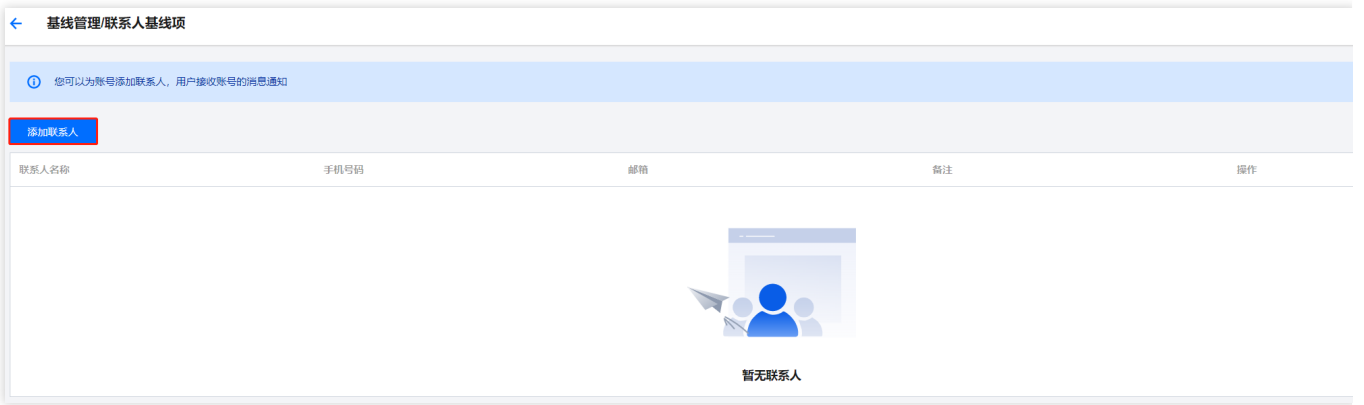 基线管理/联系人基线项
您可以为账号添加联系人，用户接收账号的消息通知
添加联系人
联系人名称 手机号码 邮箱 备注 操作
暂无联系人